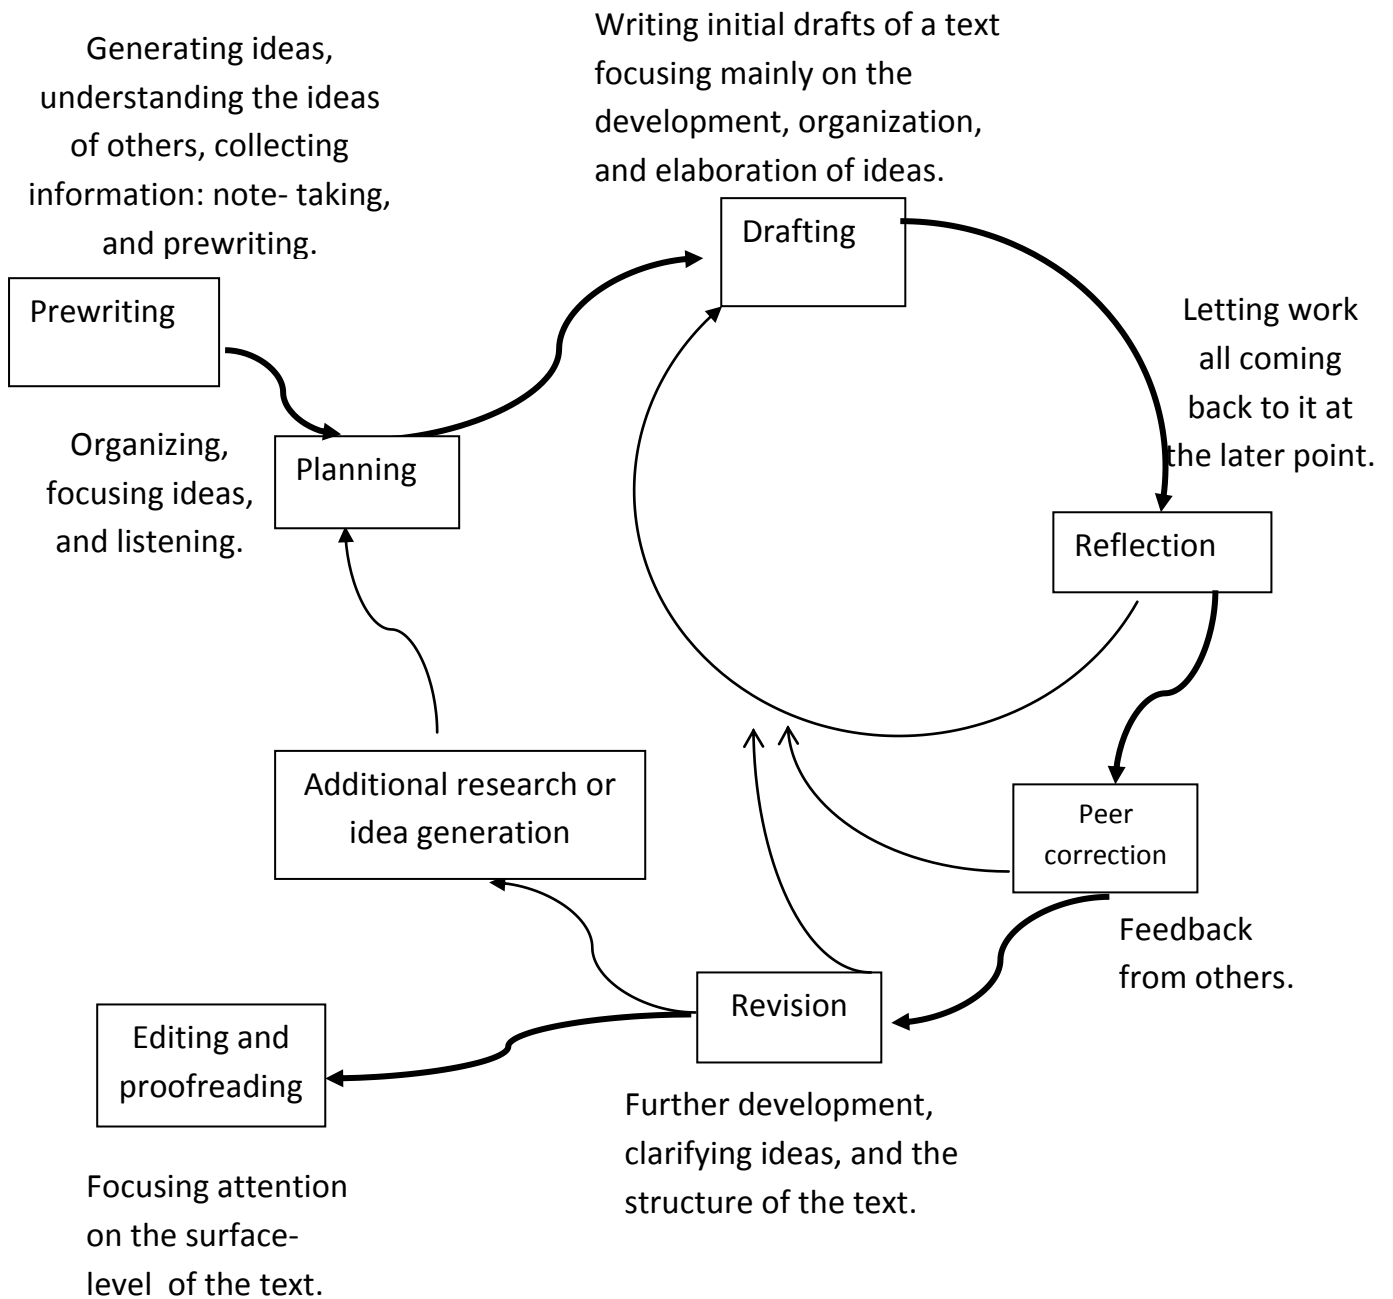 Generating ideas,
understanding the ideas
of others, collecting
information: note- taking,
and prewriting.
Prewriting
Organizing,
focusing ideas,
and listening.
Planning
Writing initial drafts of a text
focusing mainly on the
development, organization,
and elaboration of ideas.
Drafting
Letting work
all coming
back to it at
the later point.
Reflection
Additional research or
idea generation
Peer
correction
Feedback
from others.
Revision
Further development,
clarifying ideas, and the
structure of the text.
Editing and
proofreading
Focusing attention
on the surface-
level  of the text.